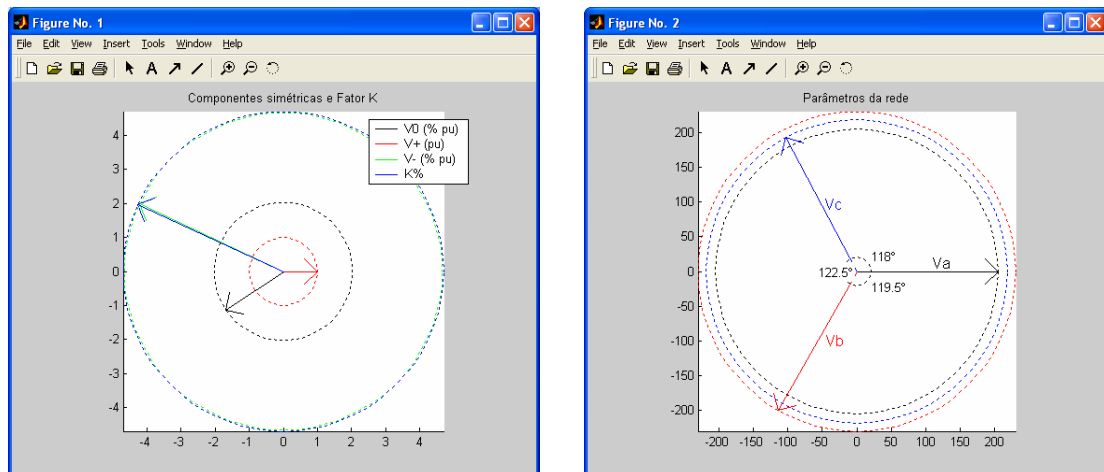 Figure No. 1
File Edit View Insert Tools Window Help
A
Componentes simétricas e Fator K
V0 (% pu)
V+ (pu)
V- (% pu)
K%
4
3
2
1
0
-1
-2
-3
-4
-4 -3 -2 -1 0 1 2 3 4
Figure No. 2
File Edit View Insert Tools Window Help
A
Parâmetros da rede
200
150
100
50
0
-50
-100
-150
-200
Vc
118°
Va
122.5°
119.5°
Vb
-200 -150 -100 -50 0 50 100 150 200